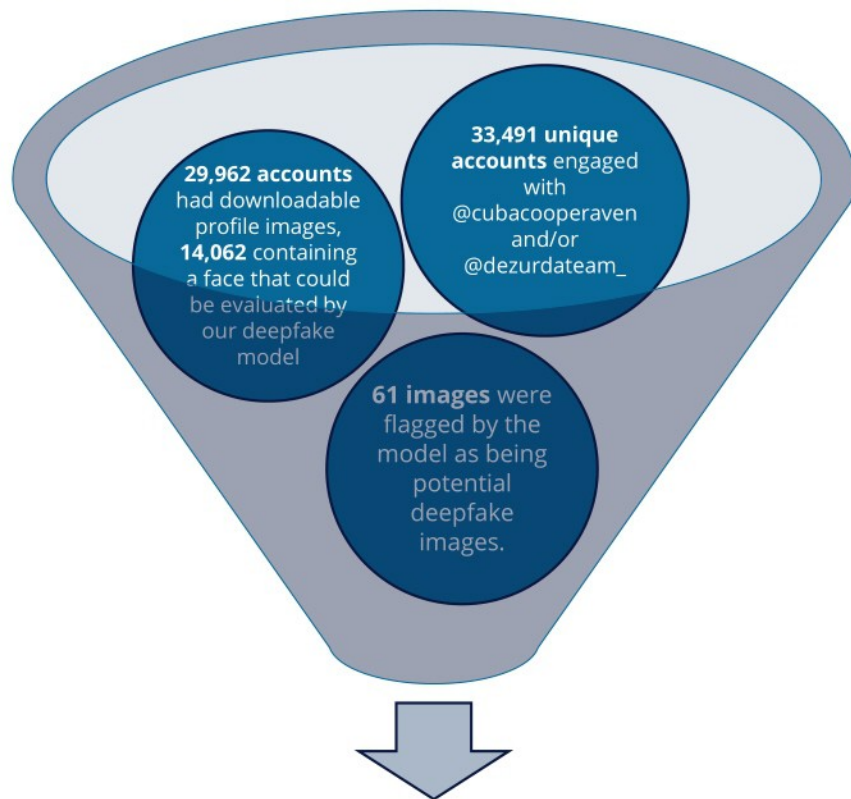 33,491 unique
accounts engaged
with
@cubacooperaven
and/or
@dezurdateam_
29,962 accounts
had downloadable
profile images,
14,062 containing
a face that could
be evaluated by
our deepfake
model
61 images were
flagged by the
model as being
potential
deepfake
images.